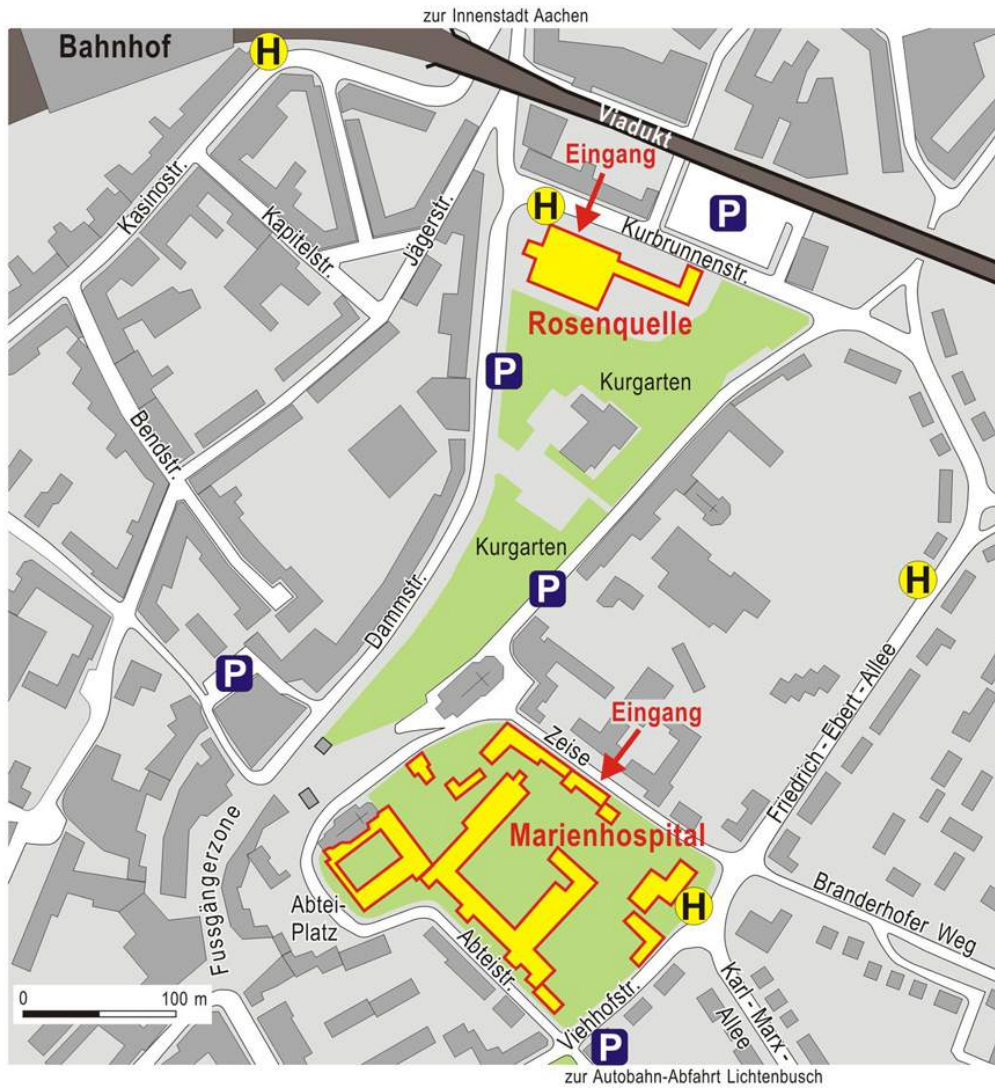 zur Innenstadt Aachen
Bahnhof
H
Viadukt
Eingang
Kasinostr.
Kapitelstr.
Jägerstr.
H
P
Kurbrunnenstr.
Rosenquelle
P
Kurgarten
Bendstr.
Kurgarten
H
P
Dammstr.
P
Eingang
Zeise
Friedrich - Ebert - Allee
Marienhospital
Fussgängerzone
Abtei-
Platz
H
Branderhofer Weg
Abteistr.
Viehhofstr.
Karl - Marx -
Allee
0 100 m
P
zur Autobahn-Abfahrt Lichtenbusch